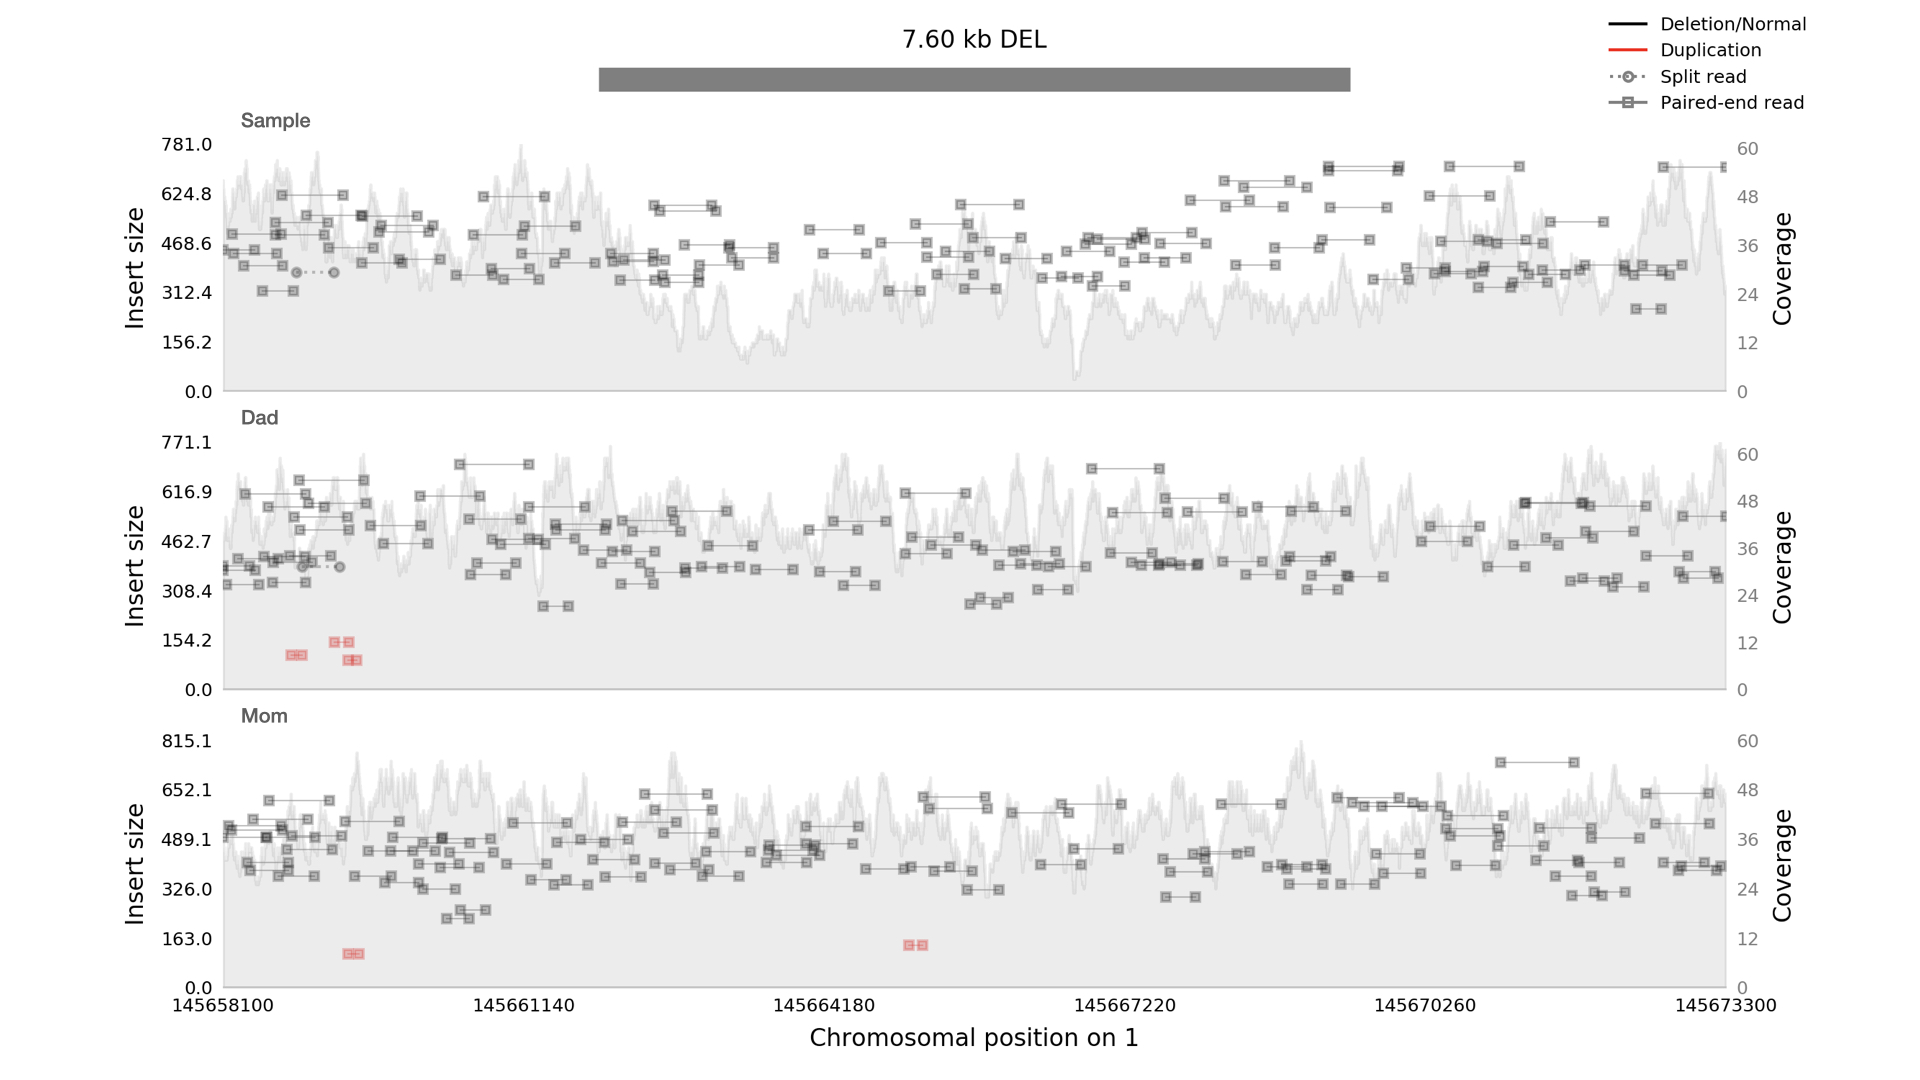 7.60 kb DEL
Deletion/Normal
Duplication
Split read
Paired-end read
Sample
781.0
624.8
468.6
312.4
156.2
0.0
Insert size
60
48
36
24
12
0
Coverage
Dad
771.1
616.9
462.7
308.4
154.2
0.0
Insert size
60
48
36
24
12
0
Coverage
Mom
815.1
652.1
489.1
326.0
163.0
0.0
Insert size
60
48
36
24
12
0
Coverage
145658100 145661140 145664180 145667220 145670260 145673300
Chromosomal position on 1